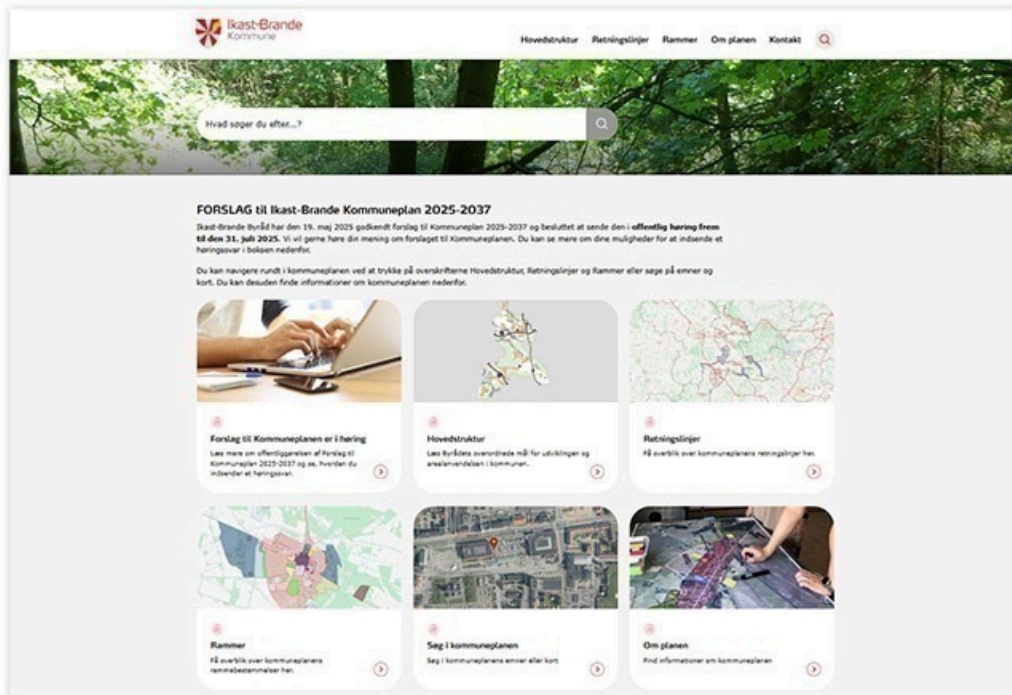 Ikast-Brande
Kommune
Hovedstruktur Retningslinjer Rammer Om planen Kontakt
Hvad søger du efter...?
FORSLAG til Ikast-Brande Kommuneplan 2025-2037
Ikast-Brande Byråd har den 19. maj 2025 godkendt forslag til Kommuneplan 2025-2037 og besluttet at sende den i offentlig høring frem
til den 31. juli 2025. Vi vil gerne høre din mening om forslaget til Kommuneplanen. Du kan se mere om dine muligheder for at indsende et
høringssvar i boksen nedenfor.
Du kan navigere rundt i kommuneplanen ved at trykke på overskrifterne Hovedstruktur, Retningslinjer og Rammer eller søge på emner og
kort. Du kan desuden finde informationer om kommuneplanen nedenfor.
Forslag til Kommuneplanen er i høring
Læs mere om offentliggørelsen af Forslag til
Kommuneplan 2025-2037 og se, hvordan du
indsender et høringssvar.
Hovedstruktur
Læs Byrådets overordnede mål for udviklingen og
arealanvendelsen i kommunen.
Retningslinjer
Få overblik over kommuneplanens retningslinjer her.
Rammer
Få overblik over kommuneplanens
rammebestemmelser her.
Søg i kommuneplanen
Søg i kommuneplanens emner eller kort
Om planen
Find informationer om kommuneplanen